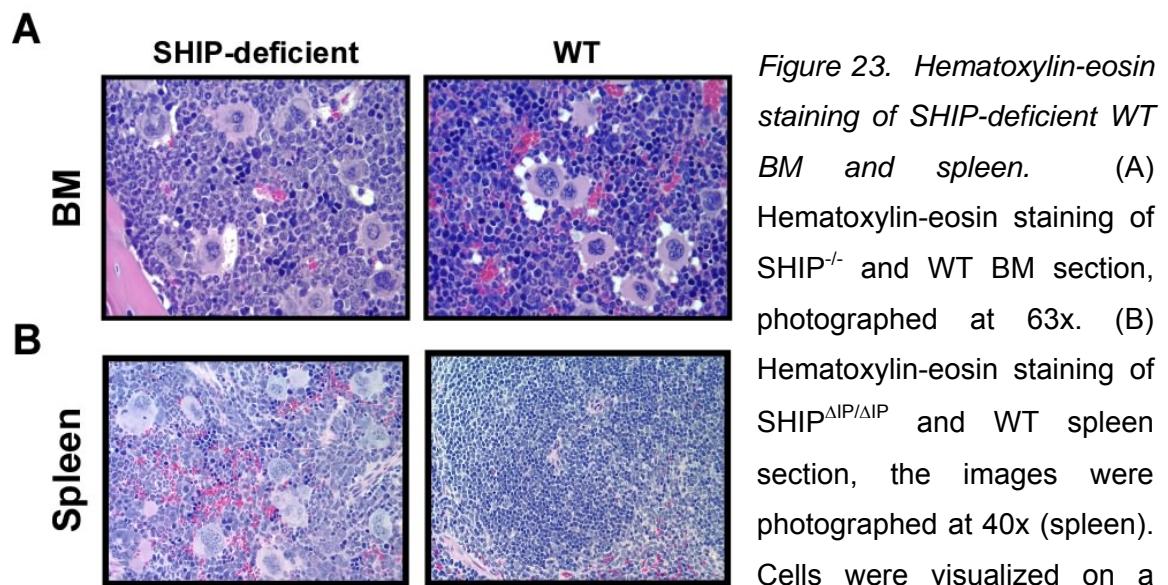 A
SHIP-deficient WT
BM
B
Spleen
Figure 23. Hematoxylin-eosin
staining of SHIP-deficient WT
BM and spleen. (A)
Hematoxylin-eosin staining of
SHIP-/- and WT BM section,
photographed at 63x. (B)
Hematoxylin-eosin staining of
SHIPΔIP/ΔIP and WT spleen
section, the images were
photographed at 40x (spleen).
Cells were visualized on a